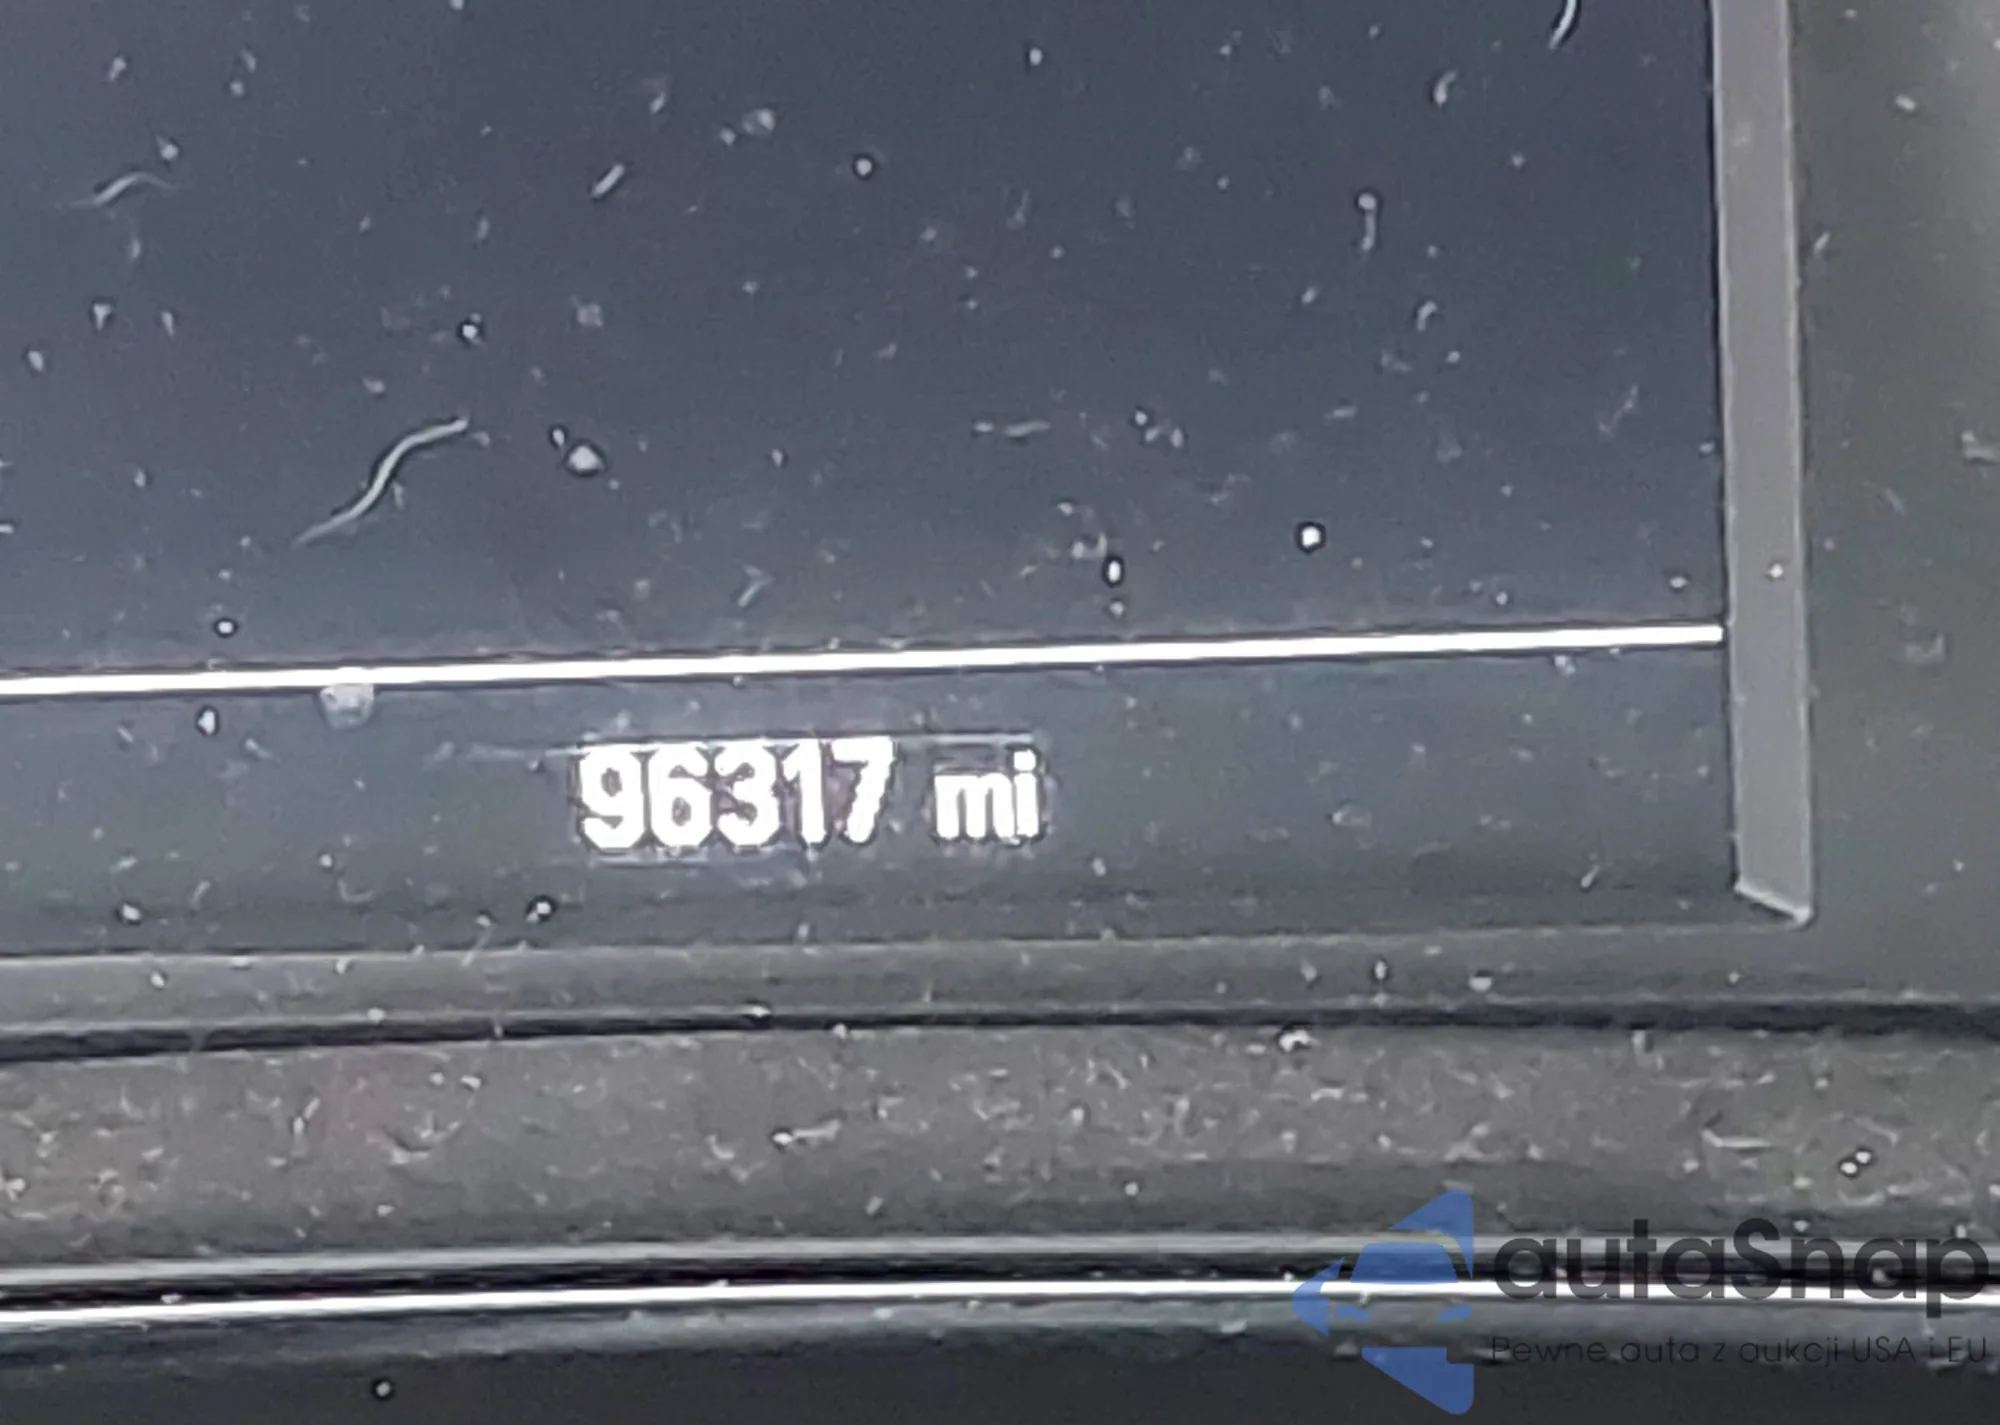 96317 mi
autaSnap
Pewne auta z aukcji USA i EU